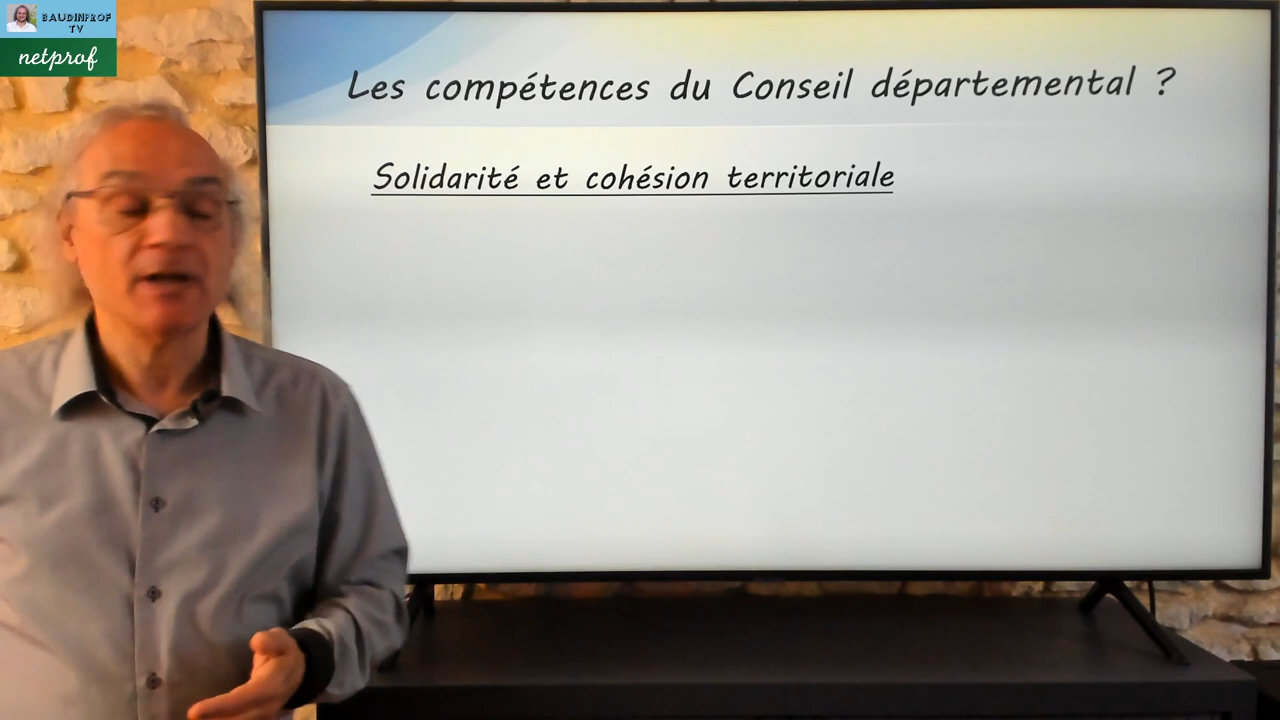 BAUDINPROF
TV
netprof
Les compétences du Conseil départemental ?
Solidarité et cohésion territoriale